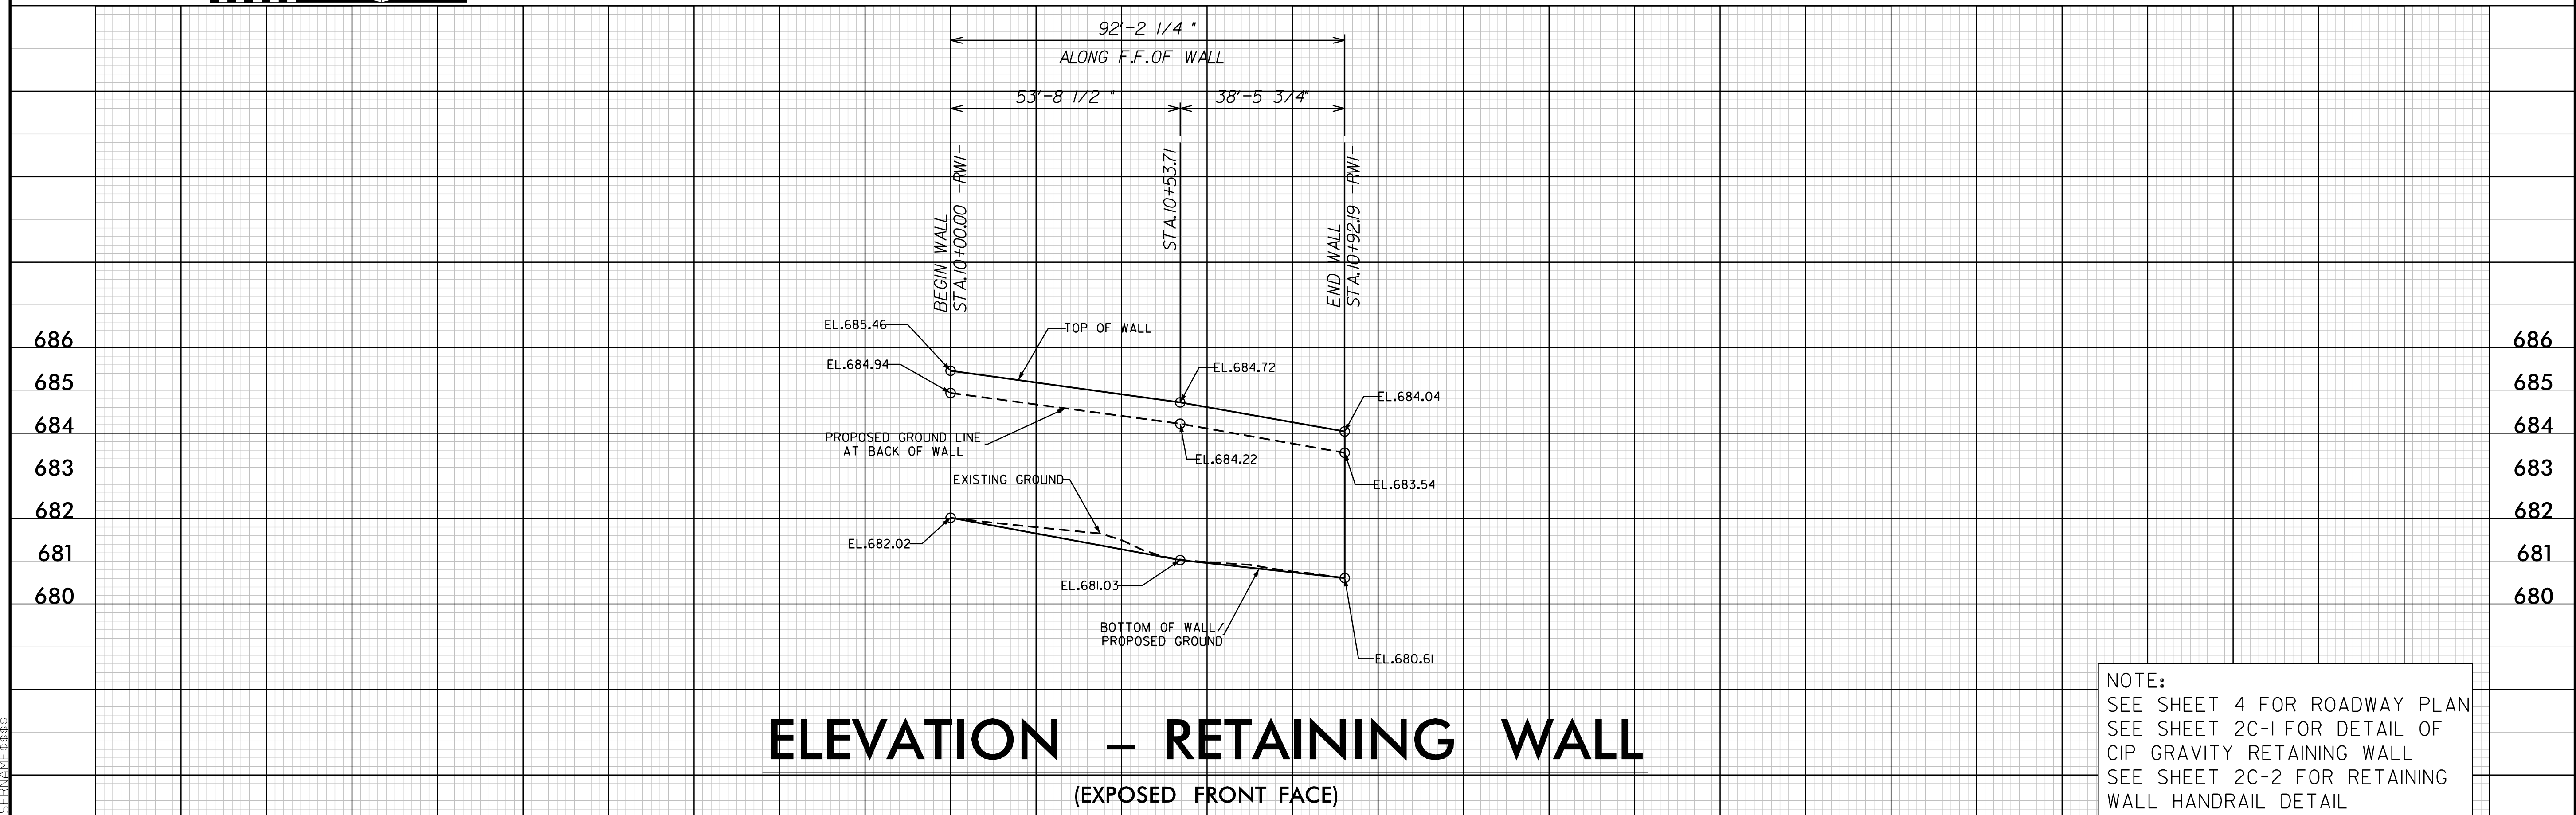 92'-2 1/4 "
ALONG F.F. OF WALL
53'-8 1/2 "
38'-5 3/4"
BEGIN WALL
STA. 10+00.00 -RW1-
STA. 10+53.71
END WALL
STA. 10+92.19 -RW1-
EL. 685.46
TOP OF WALL
686
686
EL. 684.94
EL. 684.72
685
685
EL. 684.04
684
684
PROPOSED GROUND LINE
AT BACK OF WALL
EL. 684.22
683
683
EXISTING GROUND
EL. 683.54
682
682
EL. 682.02
681
681
EL. 681.03
680
680
BOTTOM OF WALL/
PROPOSED GROUND
EL. 680.61
ELEVATION – RETAINING WALL
(EXPOSED FRONT FACE)
NOTE:
SEE SHEET 4 FOR ROADWAY PLAN
SEE SHEET 2C-1 FOR DETAIL OF
CIP GRAVITY RETAINING WALL
SEE SHEET 2C-2 FOR RETAINING
WALL HANDRAIL DETAIL